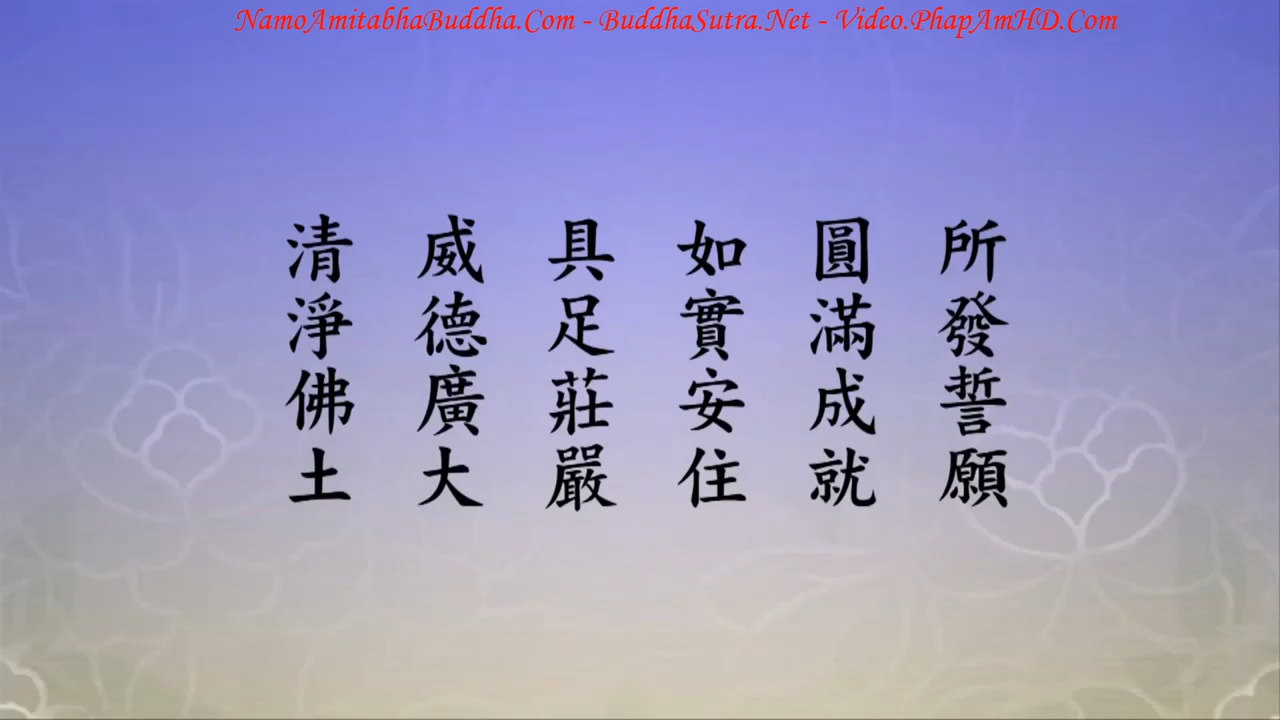 NamoAmitabhaBuddha.Com - BuddhaSutra.Net - Video.PhapAmHD.Com
所發誓願
圓滿成就
如實安住
具足莊嚴
威德廣大
清淨佛土